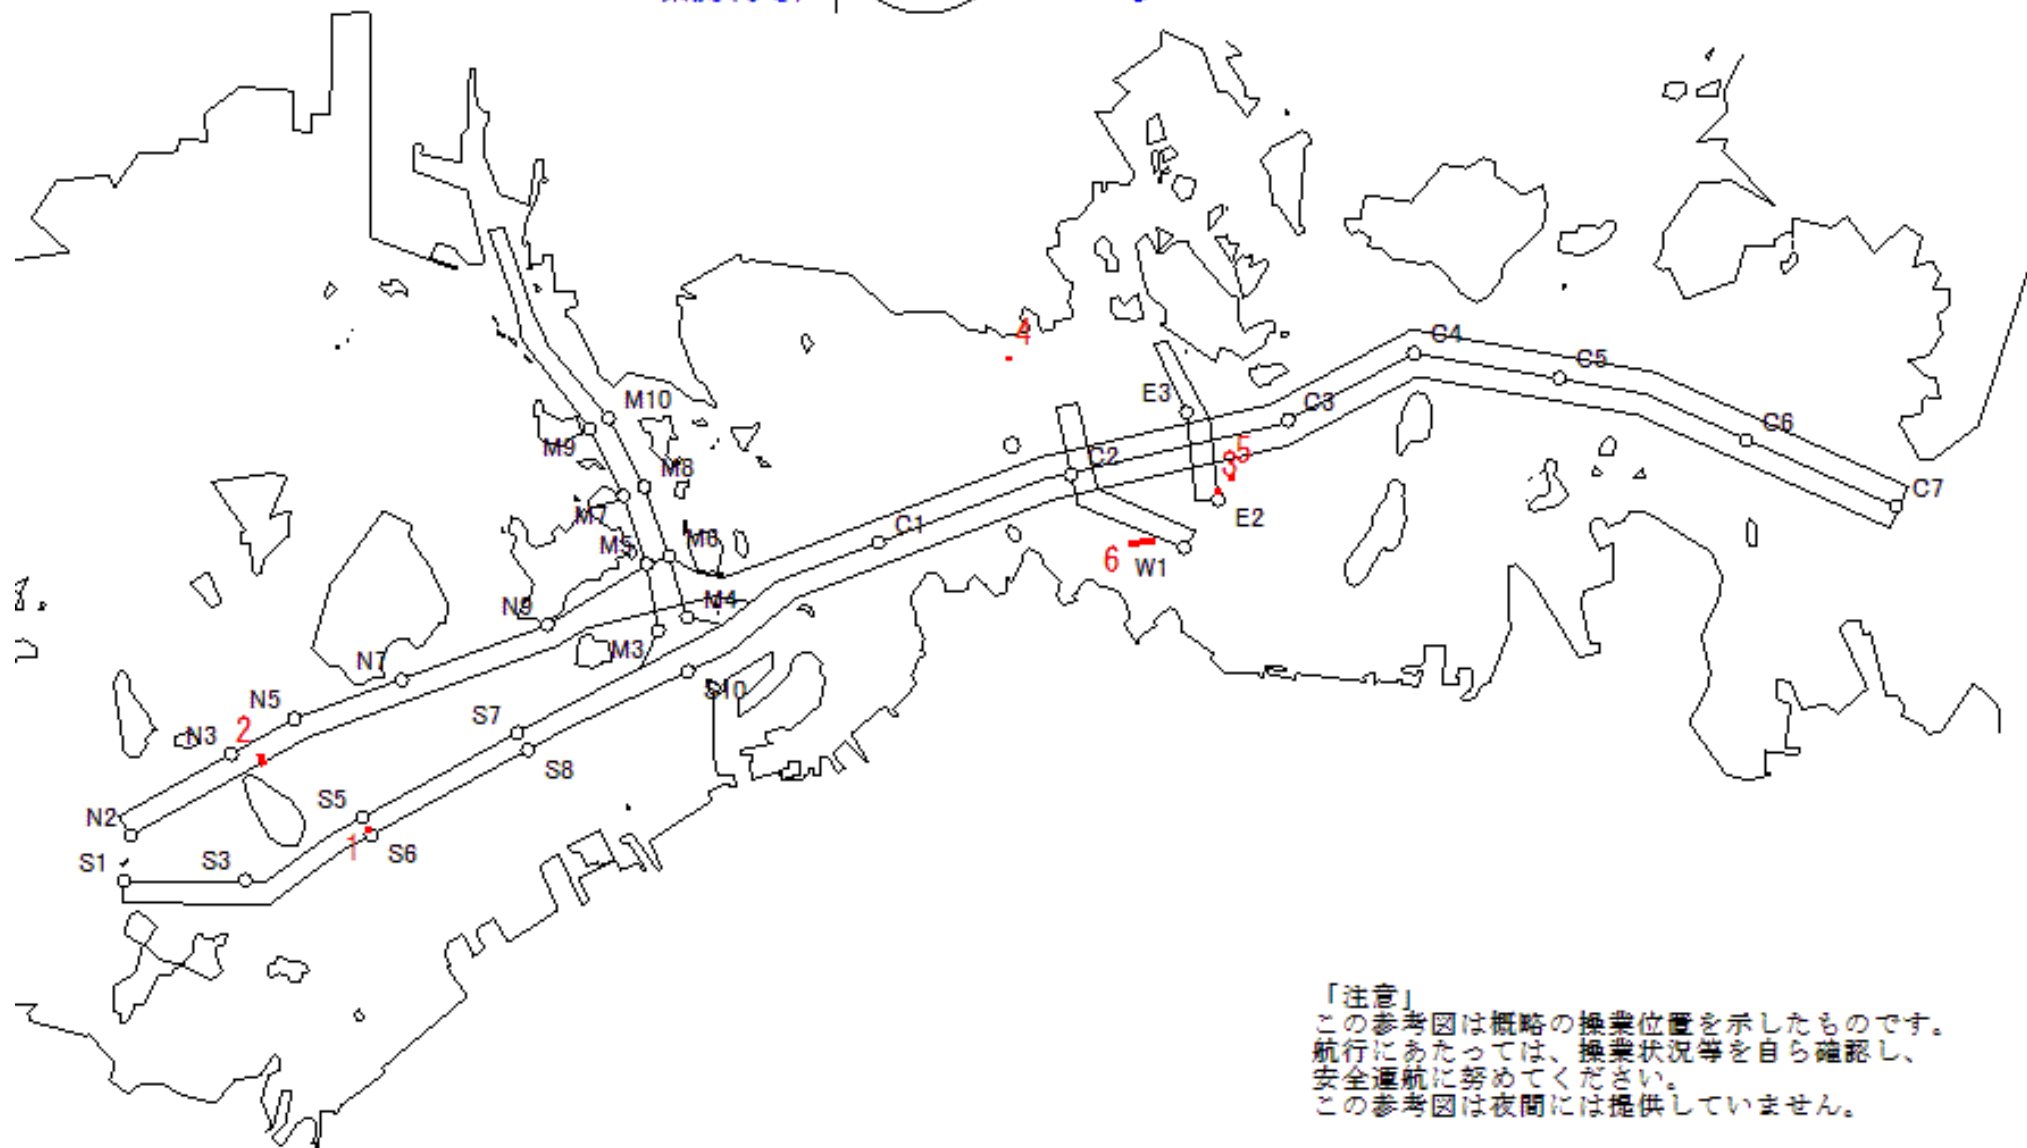 4
C4
C5
E3
M10
C3
C6
M9
C2
5
3
M8
C7
M7
E2
C1
M5
M6
6
W1
N9
M4
M3
N7
S10
N5
S7
N3
2
S8
S5
N2
1
S6
S1
S3
「注意」
この参考図は概略の操業位置を示したものです。
航行にあたっては、操業状況等を自ら確認し、
安全運航に努めてください。
この参考図は夜間には提供していません。